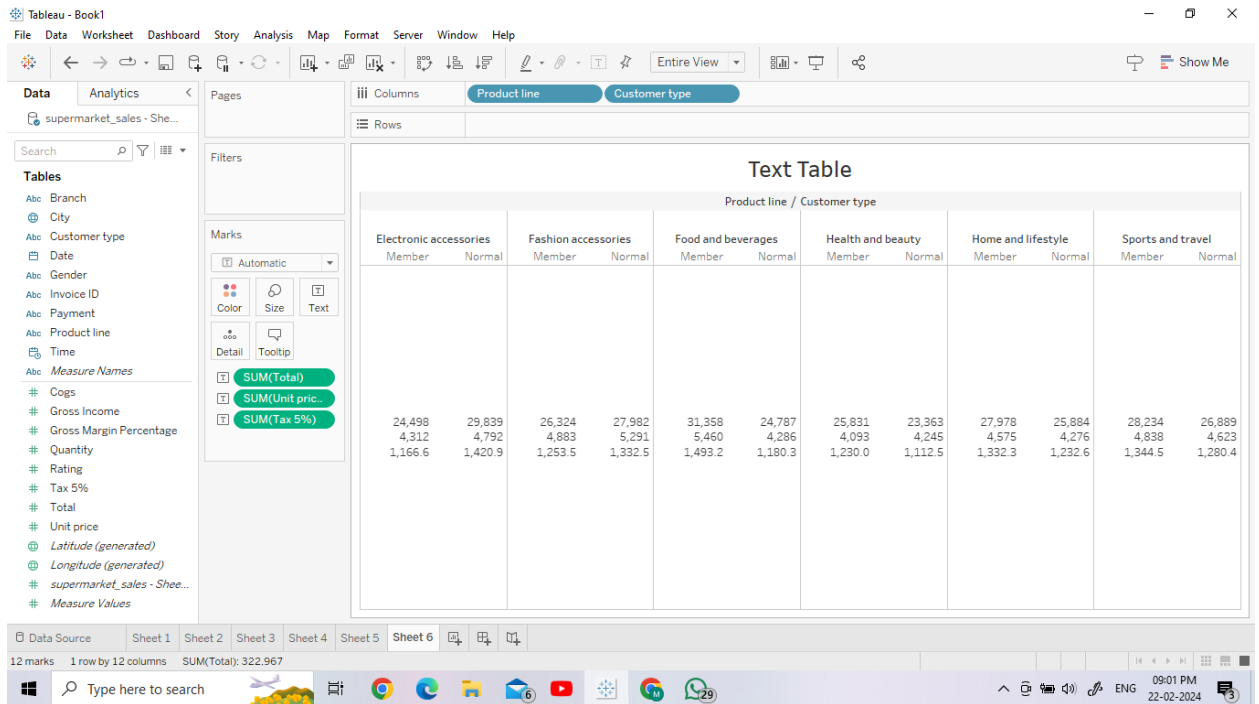 Tableau - Book1
File Data Worksheet Dashboard Story Analysis Map Format Server Window Help
Entire View
Show Me
Data Analytics
supermarket_sales - She...
Search
Tables
Abc Branch
City
Abc Customer type
Date
Abc Gender
Abc Invoice ID
Abc Payment
Abc Product line
Time
Abc Measure Names
# Cogs
# Gross Income
# Gross Margin Percentage
# Quantity
# Rating
# Tax 5%
# Total
# Unit price
Latitude (generated)
Longitude (generated)
# supermarket_sales - Shee...
# Measure Values
Pages
Filters
Marks
T Automatic
Color Size T Text
Detail Tooltip
T SUM(Total)
T SUM(Unit pric..
T SUM(Tax 5%)
iii Columns Product line Customer type
Rows
Text Table
Product line / Customer type
Electronic accessories Fashion accessories Food and beverages Health and beauty Home and lifestyle Sports and travel
Member Normal Member Normal Member Normal Member Normal Member Normal Member Normal
24,498 29,839 26,324 27,982 31,358 24,787 25,831 23,363 27,978 25,884 28,234 26,889
4,312 4,792 4,883 5,291 5,460 4,286 4,093 4,245 4,575 4,276 4,838 4,623
1,166.6 1,420.9 1,253.5 1,332.5 1,493.2 1,180.3 1,230.0 1,112.5 1,332.3 1,232.6 1,344.5 1,280.4
Data Source Sheet 1 Sheet 2 Sheet 3 Sheet 4 Sheet 5 Sheet 6
12 marks 1 row by 12 columns SUM(Total): 322,967
Type here to search
6
M
29
ENG
09:01 PM
22-02-2024
3